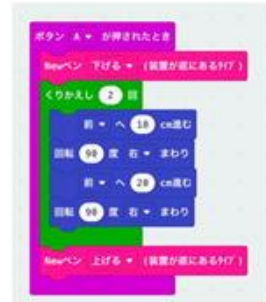 ボタン A ▾ が押されたとき
Newペン 下げる ▾ (装置が底にあるタイプ)
くりかえし 2 回
前 ▾ へ 10 cm進む
回転 90 度 右 ▾ まわり
前 ▾ へ 20 cm進む
回転 90 度 右 ▾ まわり
Newペン 上げる ▾ (装置が底にあるタイプ)